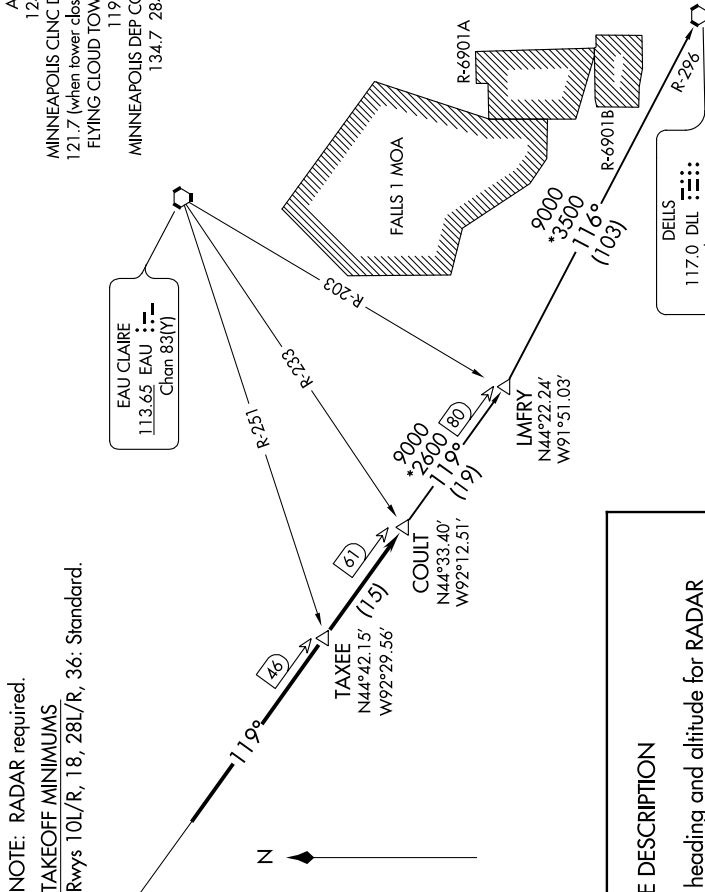 NOTE: RADAR required.
TAKEOFF MINIMUMS
Rwys 10L/R, 18, 28L/R, 36: Standard.
MINNEAPOLIS CLNC
121.7 (when tower
FLYING CLOUD
119
MINNEAPOLIS DEP
134.7
EAU CLAIRE
113.65 EAU
Chan 83(Y)
R-251
R-233
R-203
FALLS 1 MOA
R-6901A
R-6901B
119°
46
TAXEE
N44°42.15'
W92°29.56'
(15)
61
COULT
N44°33.40'
W92°12.51'
9000
*2600
119°
(19)
80
LMFRY
N44°22.24'
W91°51.03'
9000
*3500
116°
(103)
R-296
DELLS
117.0 DLL
N
DESCRIPTION
heading and altitude for RADAR